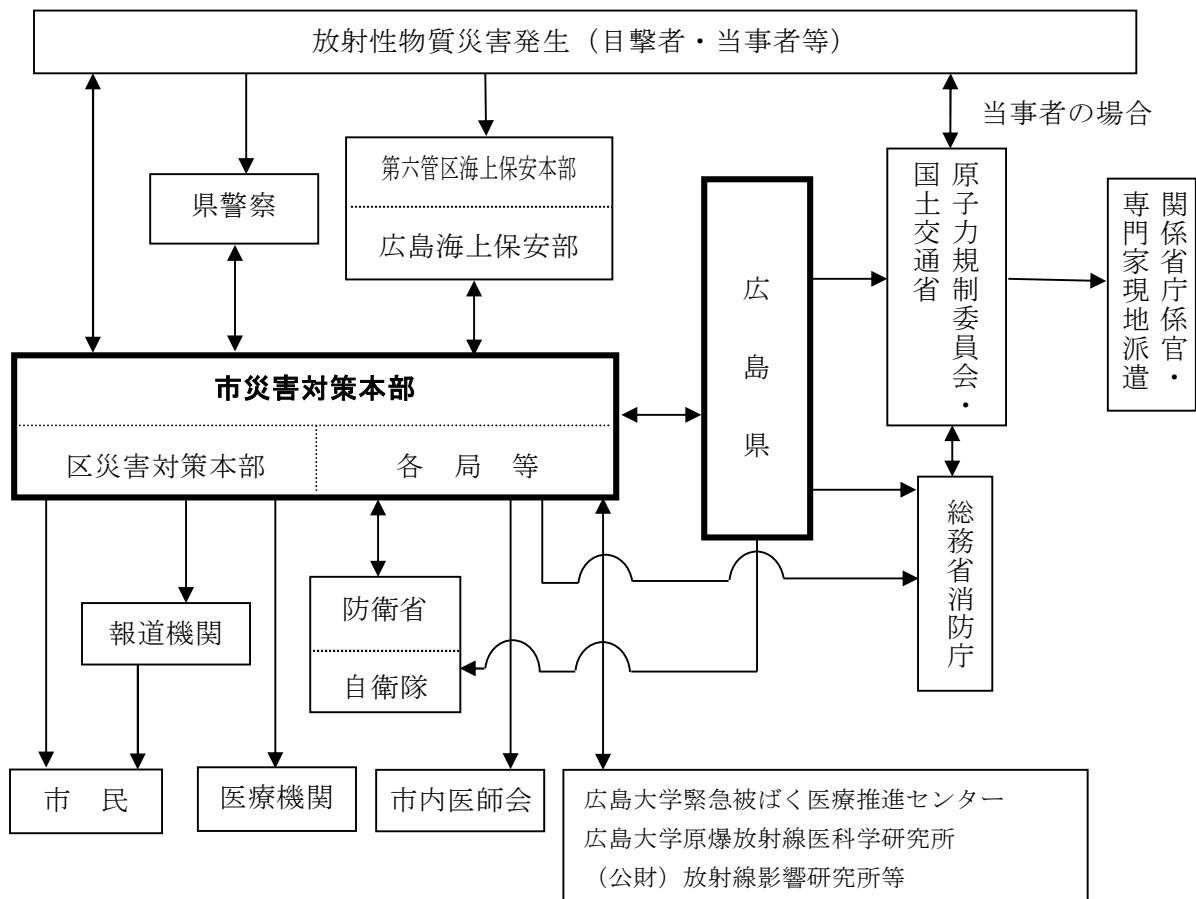 放射性物質災害発生（目撃者・当事者等）
当事者の場合
第六管区海上保安本部
広島海上保安部
県警察
原子力規制委員会・
国土交通省
関係省庁係官・
専門家現地派遣
広島県
市災害対策本部
区災害対策本部
各　局　等
総務省消防庁
防衛省
自衛隊
報道機関
市　民
医療機関
市内医師会
広島大学緊急被ばく医療推進センター
広島大学原爆放射線医科学研究所
（公財）放射線影響研究所等